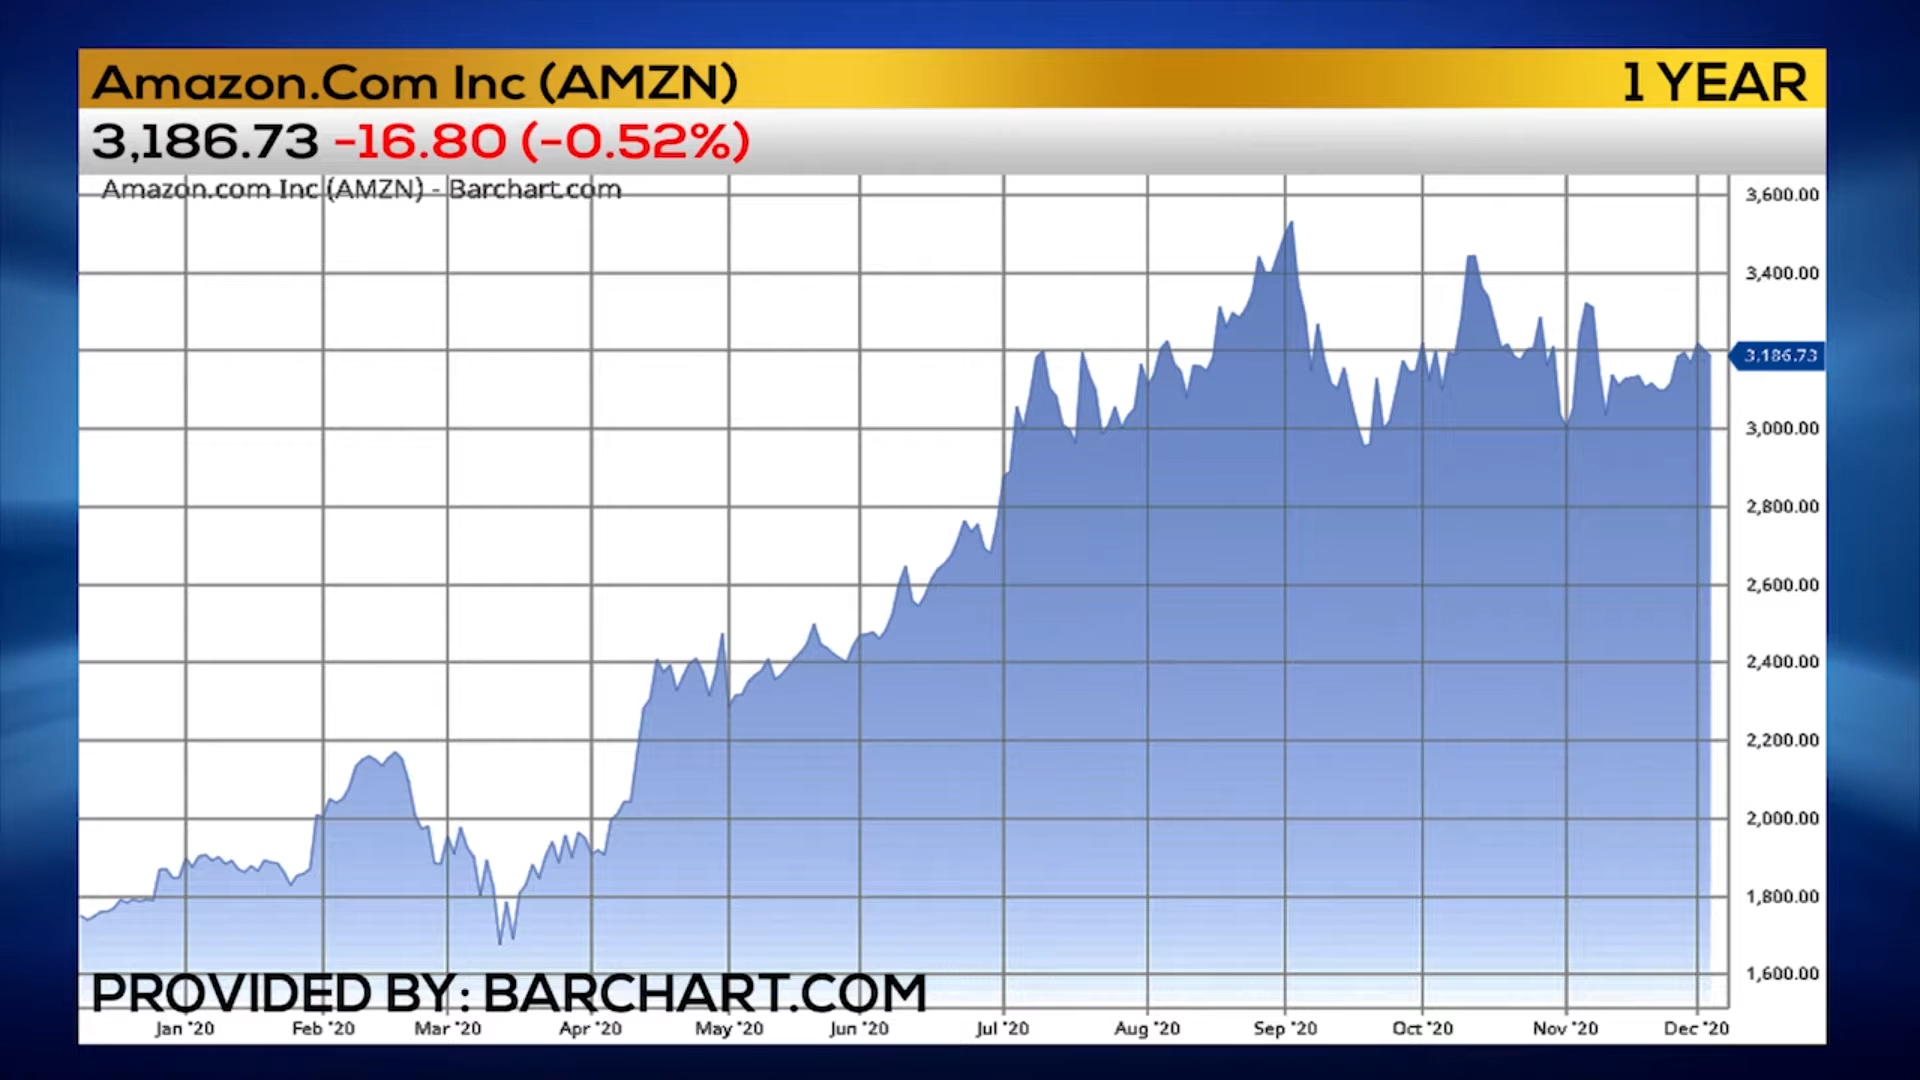 Amazon.Com Inc (AMZN)
1 YEAR
3,186.73 -16.80 (-0.52%)
Amazon.com Inc (AMZN) - Barchart.com
3,600.00
3,400.00
3,186.73
3,000.00
2,800.00
2,600.00
2,400.00
2,200.00
2,000.00
1,800.00
1,600.00
PROVIDED BY: BARCHART.COM
Jan '20 Feb '20 Mar '20 Apr '20 May '20 Jun '20 Jul '20 Aug '20 Sep '20 Oct '20 Nov '20 Dec '20